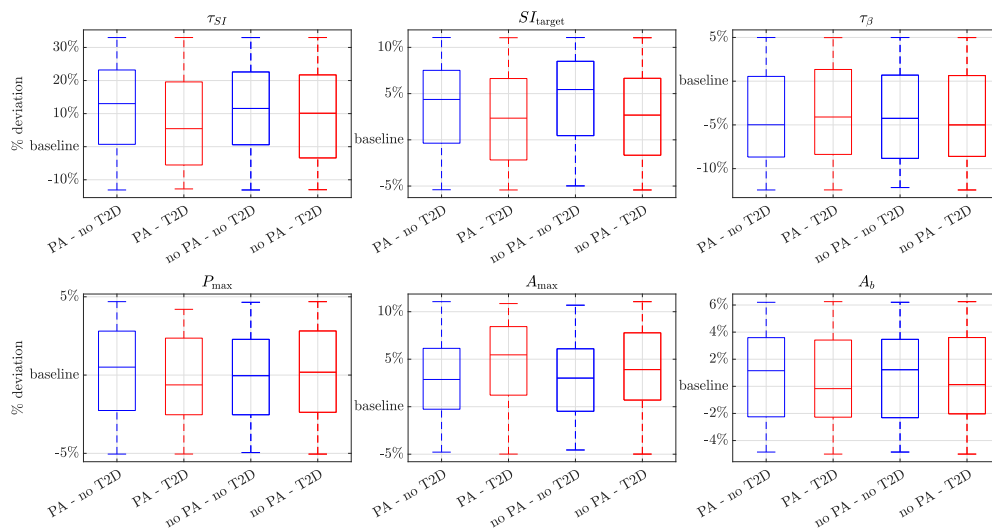 τ_SI
SI_target
τ_β
% deviation
30%
20%
10%
baseline
-10%
10%
5%
baseline
-5%
5%
baseline
-5%
-10%
PA - no T2D
PA - T2D
no PA - no T2D
no PA - T2D
PA - no T2D
PA - T2D
no PA - no T2D
no PA - T2D
PA - no T2D
PA - T2D
no PA - no T2D
no PA - T2D
P_max
A_max
A_b
% deviation
5%
baseline
-5%
10%
5%
baseline
-5%
6%
4%
2%
baseline
-2%
-4%
PA - no T2D
PA - T2D
no PA - no T2D
no PA - T2D
PA - no T2D
PA - T2D
no PA - no T2D
no PA - T2D
PA - no T2D
PA - T2D
no PA - no T2D
no PA - T2D